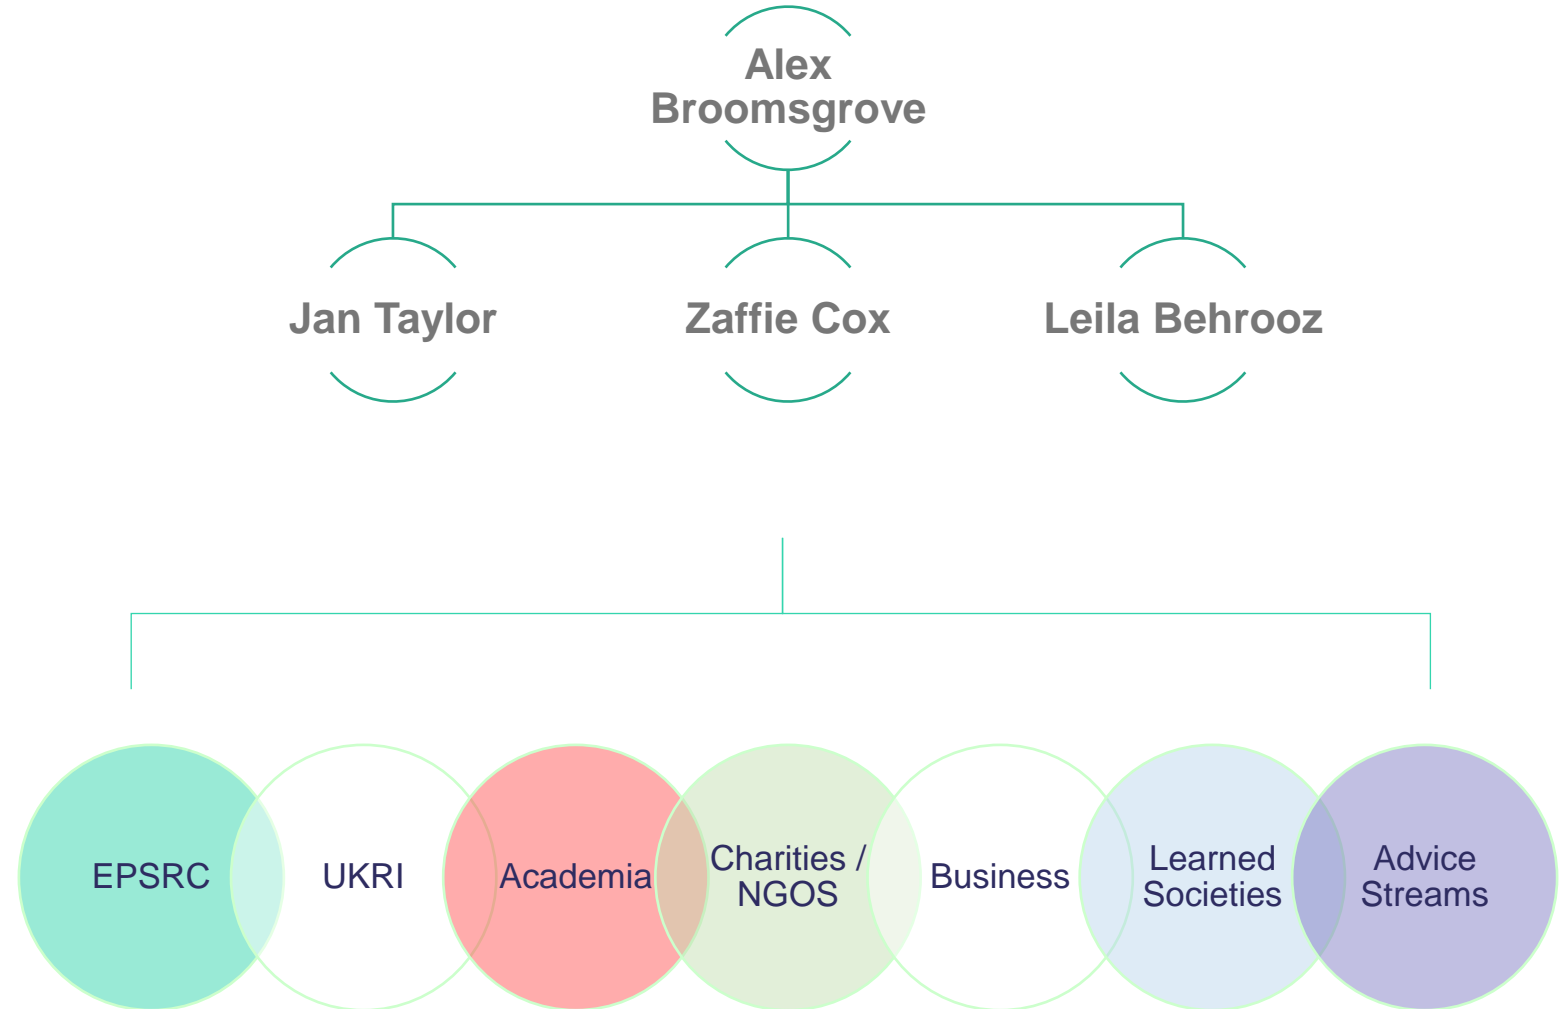 Alex
Broomsgrove
Jan Taylor
Zaffie Cox
Leila Behrooz
EPSRC
UKRI
Academia
Charities /
NGOS
Business
Learned
Societies
Advice
Streams